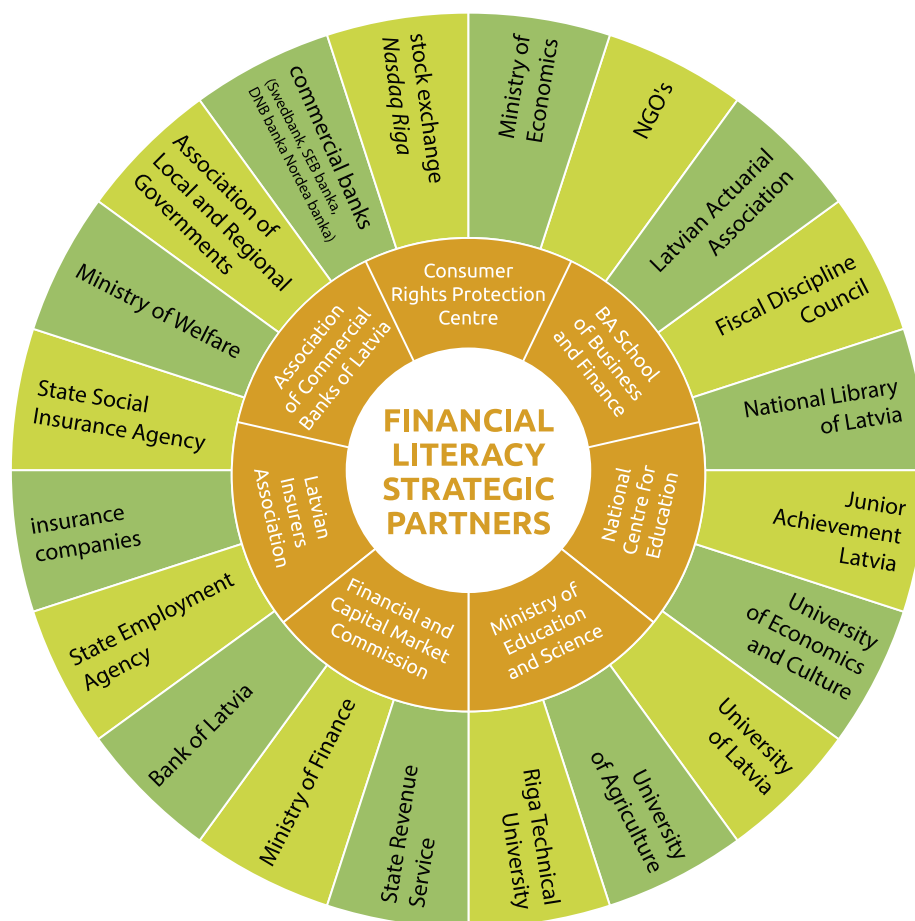 FINANCIAL
LITERACY
STRATEGIC
PARTNERS
Consumer
Rights Protection
Centre
BA School
of Business
and Finance
National
Centre for
Education
Ministry of
Education
and Science
Financial and
Capital Market
Commission
Latvian
Insurers
Association
Association
of Commercial
Banks of Latvia
Ministry of
Economics
NGO's
Latvian Actuarial
Association
Fiscal Discipline
Council
National Library
of Latvia
Junior
Achievement
Latvia
University
of Economics
and Culture
University
of Latvia
University
of Agriculture
Riga Technical
University
State Revenue
Service
Ministry of Finance
Bank of Latvia
State Employment
Agency
insurance
companies
State Social
Insurance Agency
Ministry of Welfare
Association of
Local and Regional
Governments
commercial banks
(Swedbank, SEB banka,
DNB banka Nordea banka)
stock exchange
Nasdaq Riga